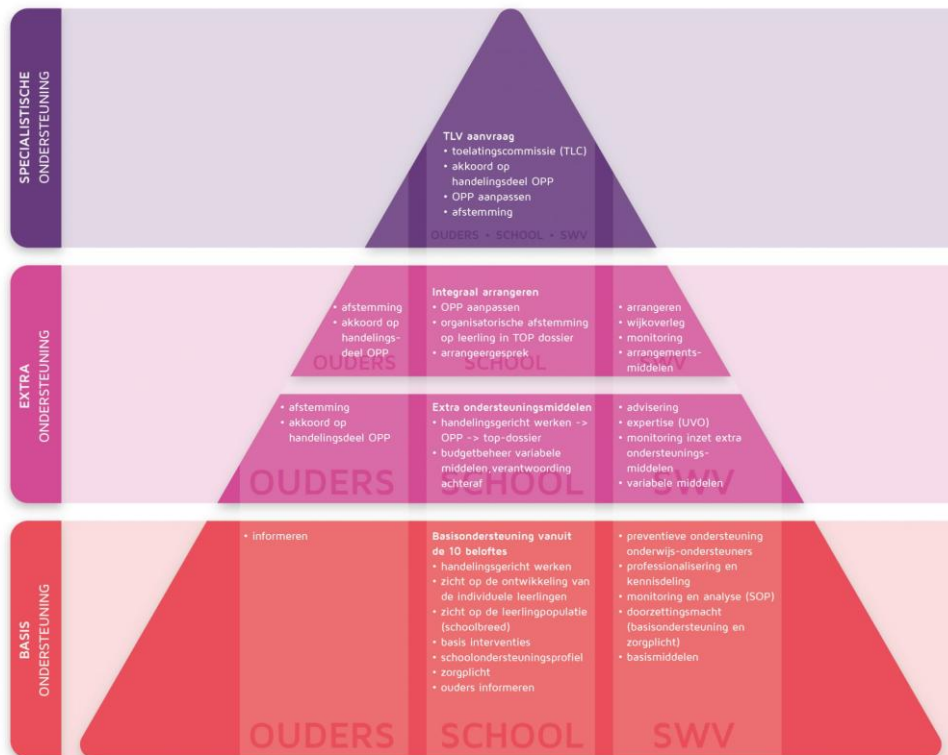 SPECIALISTISCHE
ONDERSTEUNING
TLV aanvraag
• toelatingscommissie (TLC)
• akkoord op
handelingsdeel OPP
• OPP aanpassen
• afstemming
OUDERS • SCHOOL • SWV
EXTRA
ONDERSTEUNING
• afstemming
• akkoord op
handelings-
deel OPP
OUDERS
Integraal arrangeren
• OPP aanpassen
• organisatorische afstemming
op leerling in TOP dossier
• arrangeergesprek
SCHOOL
• arrangeren
• wijkoverleg
• monitoring
• arrangements-
middelen
SWV
• afstemming
• akkoord op
handelingsdeel OPP
OUDERS
Extra ondersteuningsmiddelen
• handelingsgericht werken ->
OPP -> top-dossier
• budgetbeheer variabele
middelen,verantwoording
achteraf
SCHOOL
• advisering
• expertise (UVO)
• monitoring inzet extra
ondersteunings-
middelen
• variabele middelen
SWV
BASIS
ONDERSTEUNING
• informeren
OUDERS
Basisondersteuning vanuit
de 10 beloftes
• handelingsgericht werken
• zicht op de ontwikkeling van
de individuele leerlingen
• zicht op de leerlingpopulatie
(schoolbreed)
• basis interventies
• schoolondersteuningsprofiel
• zorgplicht
• ouders informeren
SCHOOL
• preventieve ondersteuning
onderwijs-ondersteuners
• professionalisering en
kennisdeling
• monitoring en analyse (SOP)
• doorzettingsmacht
(basisondersteuning en
zorgplicht)
• basismiddelen
SWV